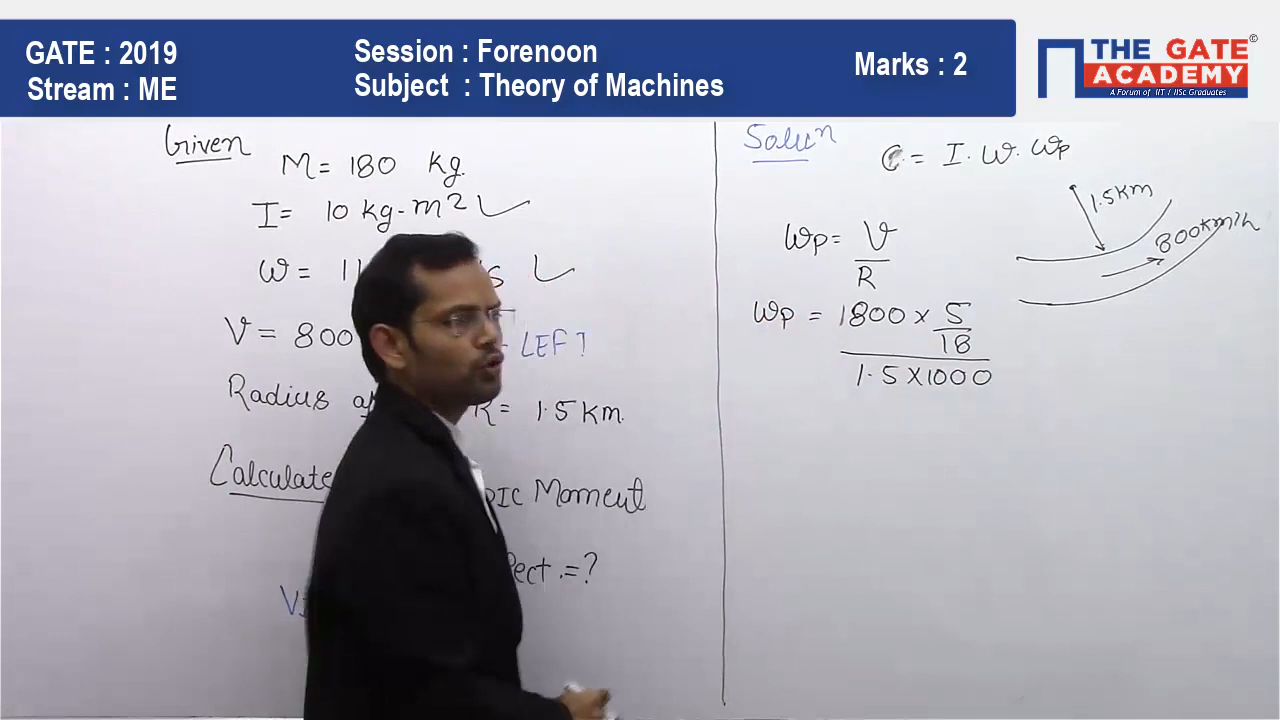 GATE : 2019
Stream : ME
Session : Forenoon
Subject : Theory of Machines
Marks : 2
THE GATE
ACADEMY
©
A Forum of IIT / IISc Graduates
Given
M = 180 kg.
I = 10 kg-m²
ω = 11
V = 800 LEFT
Radius R = 1.5 km.
Calculate Moment
=?
Solun
C = I. ω. ωp
ωp = V
R
ωp = 1800 × 5
18
1.5×1000
1.5km
800km/h